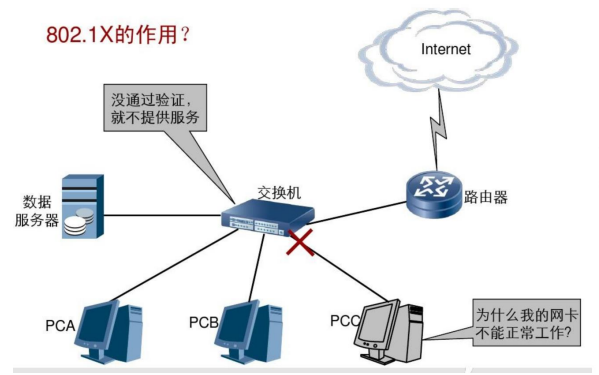 802.1X的作用?
Internet
没通过验证,
就不提供服务
交换机
数据
服务器
路由器
PCA
PCB
PCC
为什么我的网卡
不能正常工作?